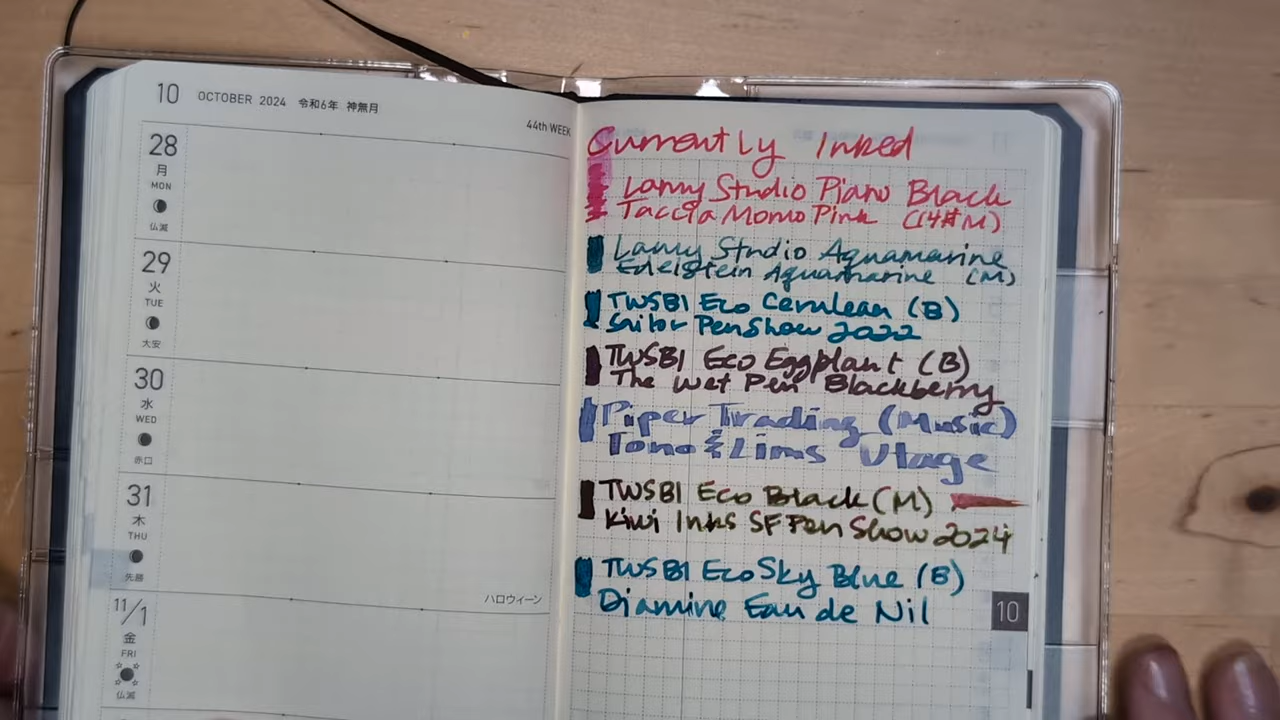 10 OCTOBER 2024 令和6年 神無月
44th WEEK
28
月
MON
仏滅
29
火
TUE
大安
30
水
WED
赤口
31
木
THU
先勝
ハロウィーン
11/1
金
FRI
仏滅
Currently Inked
Lamy Studio Piano Black
Taccia Momo Pink (14K M)
Lamy Studio Aquamarine
Edelstein Aquamarine (M)
TWSBI Eco Cerulean (B)
Sailor Pen Show 2022
TWSBI Eco Eggplant (B)
The Wet Pen Blackberry
Piper Trading (Music)
Tono & Lims Utage
TWSBI Eco Black (M)
Kiwi Inks SF Pen Show 2024
TWSBI Eco Sky Blue (B)
Diamine Eau de Nil
10